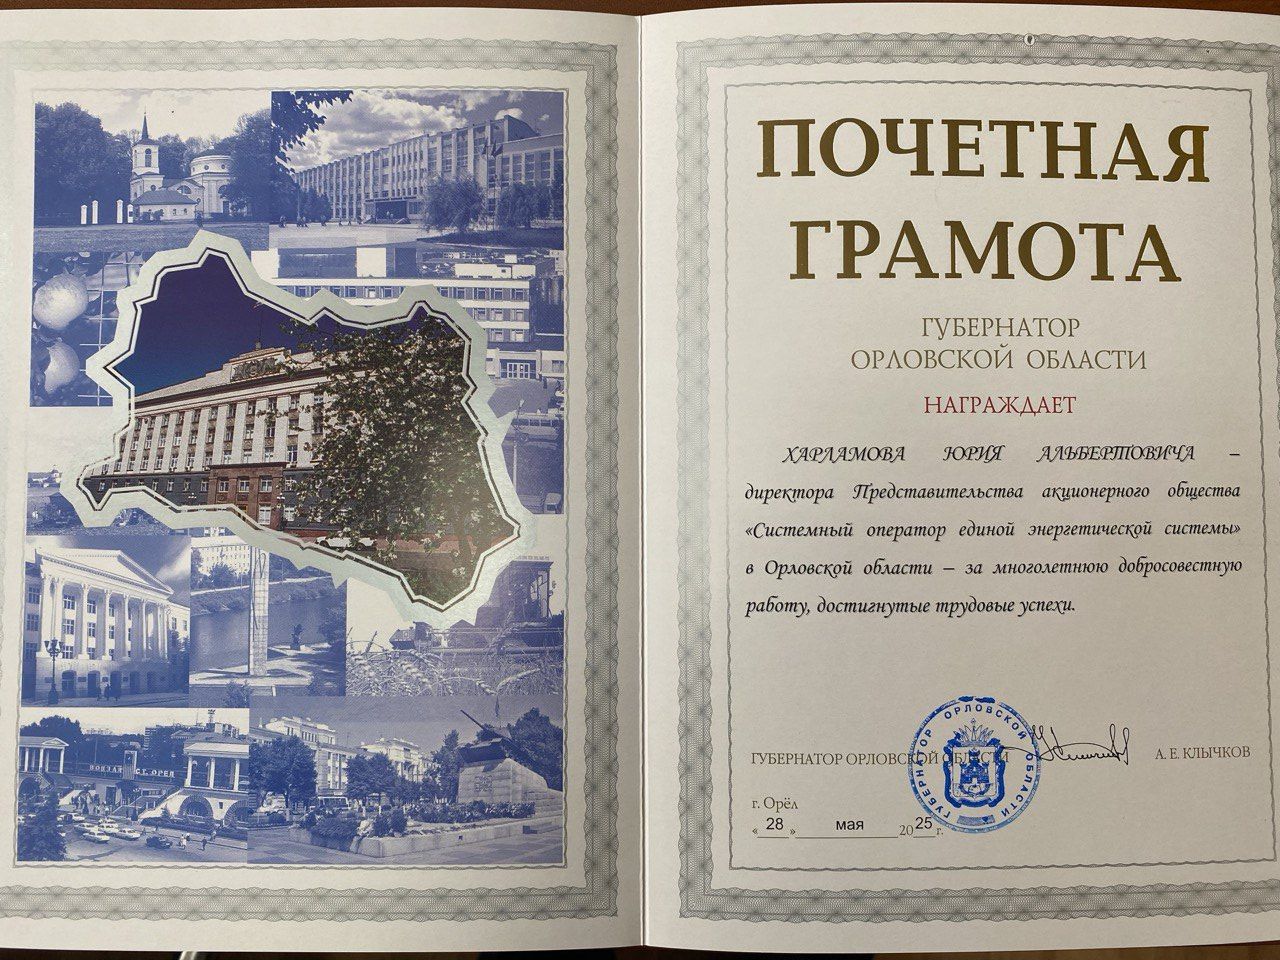 ВОКЗАЛ СТ. ОРЕЛ
ПОЧЕТНАЯ
ГРАМОТА
ГУБЕРНАТОР
ОРЛОВСКОЙ ОБЛАСТИ
НАГРАЖДАЕТ
ХАРЛАМОВА ЮРИЯ АЛЬБЕРТОВИЧА –
директора Представительства акционерного общества
«Системный оператор единой энергетической системы»
в Орловской области – за многолетнюю добросовестную
работу, достигнутые трудовые успехи.
ГУБЕРНАТОР ОРЛОВСКОЙ ОБЛАСТИ
ГУБЕРНАТОР ОРЛОВСКОЙ ОБЛАСТИ А. Е. КЛЫЧКОВ
г. Орёл
« 28 » мая 2025 г.